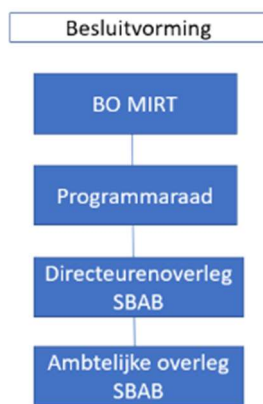 Besluitvorming
BO MIRT
Programmaraad
Directeurenoverleg
SBAB
Ambtelijke overleg
SBAB